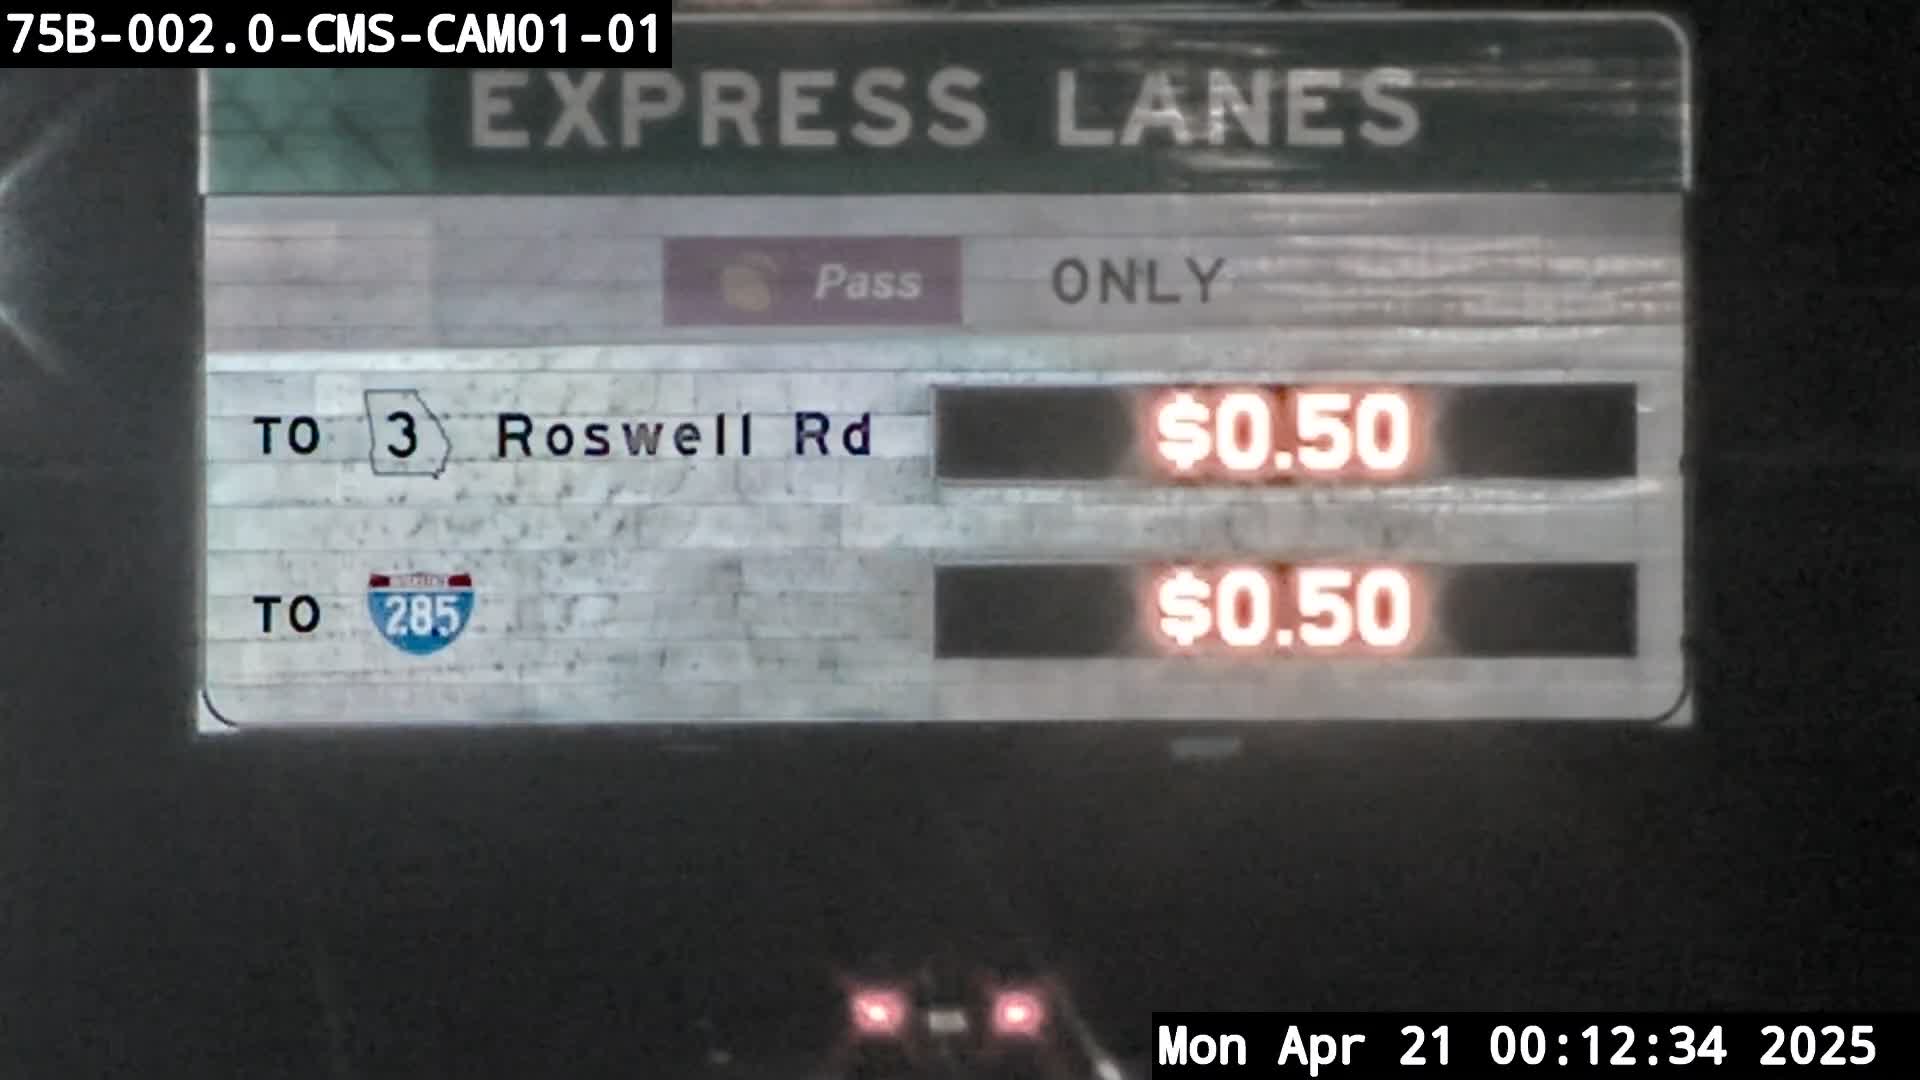 75B-002.0-CMS-CAM01-01
EXPRESS LANES
Pass ONLY
TO 3 Roswell Rd $0.50
TO 285 $0.50
Mon Apr 21 00:12:34 2025